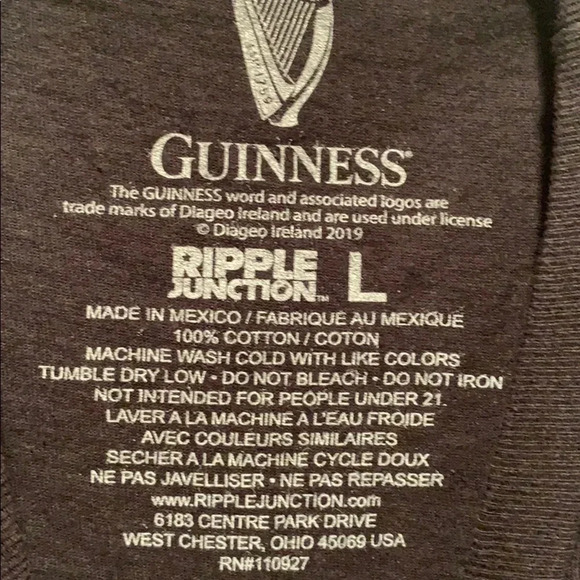 GUINNESS®
The GUINNESS word and associated logos are
trade marks of Diageo Ireland and are used under license
© Diageo Ireland 2019
RIPPLE
JUNCTION™ L
MADE IN MEXICO / FABRIQUE AU MEXIQUE
100% COTTON / COTON
MACHINE WASH COLD WITH LIKE COLORS
TUMBLE DRY LOW • DO NOT BLEACH • DO NOT IRON
NOT INTENDED FOR PEOPLE UNDER 21.
LAVER A LA MACHINE A L'EAU FROIDE
AVEC COULEURS SIMILAIRES
SECHER A LA MACHINE CYCLE DOUX
NE PAS JAVELLISER • NE PAS REPASSER
www.RIPPLEJUNCTION.com
6183 CENTRE PARK DRIVE
WEST CHESTER, OHIO 45069 USA
RN#110927